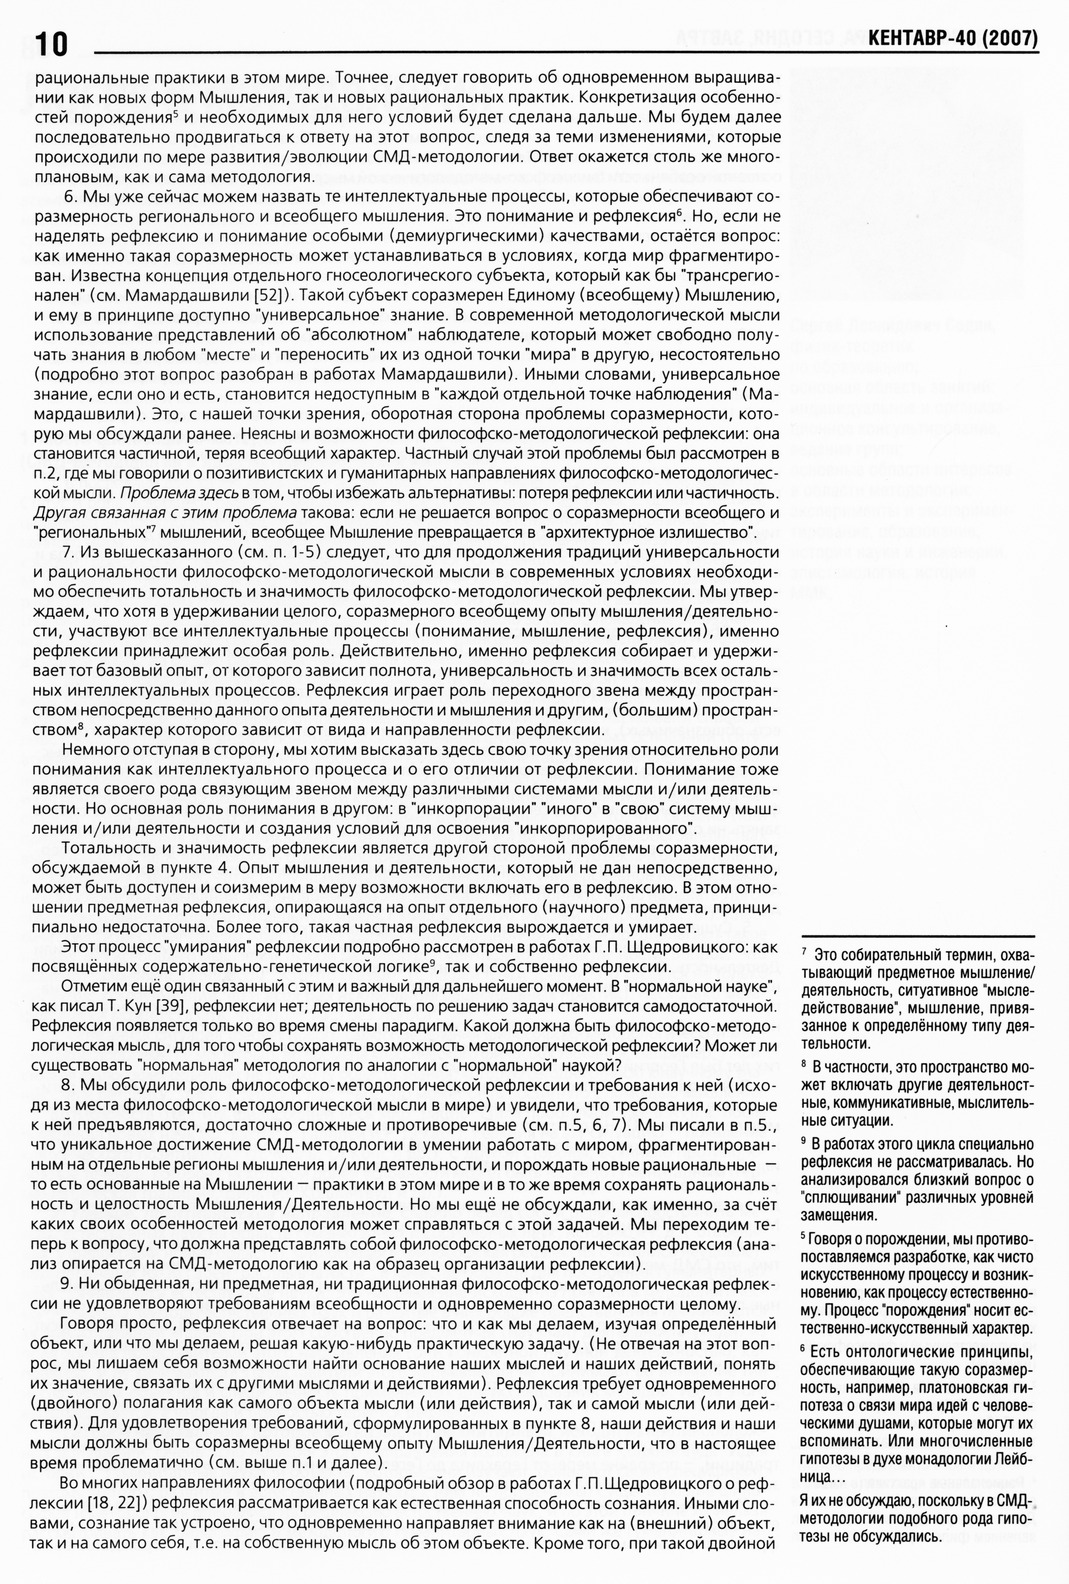 10
КЕНТАВР-40 (2007)
рациональные практики в этом мире. Точнее, следует говорить об одновременном выращива-
нии как новых форм Мышления, так и новых рациональных практик. Конкретизация особенно-
стей порождения⁵ и необходимых для него условий будет сделана дальше. Мы будем далее
последовательно продвигаться к ответу на этот вопрос, следя за теми изменениями, которые
происходили по мере развития/эволюции СМД-методологии. Ответ окажется столь же много-
плановым, как и сама методология.
6. Мы уже сейчас можем назвать те интеллектуальные процессы, которые обеспечивают со-
размерность регионального и всеобщего мышления. Это понимание и рефлексия⁶. Но, если не
наделять рефлексию и понимание особыми (демиургическими) качествами, остаётся вопрос:
как именно такая соразмерность может устанавливаться в условиях, когда мир фрагментиро-
ван. Известна концепция отдельного гносеологического субъекта, который как бы "трансрегио-
нален" (см. Мамардашвили [52]). Такой субъект соразмерен Единому (всеобщему) Мышлению,
и ему в принципе доступно "универсальное" знание. В современной методологической мысли
использование представлений об "абсолютном" наблюдателе, который может свободно полу-
чать знания в любом "месте" и "переносить" их из одной точки "мира" в другую, несостоятельно
(подробно этот вопрос разобран в работах Мамардашвили). Иными словами, универсальное
знание, если оно и есть, становится недоступным в "каждой отдельной точке наблюдения" (Ма-
мардашвили). Это, с нашей точки зрения, оборотная сторона проблемы соразмерности, кото-
рую мы обсуждали ранее. Неясны и возможности философско-методологической рефлексии: она
становится частичной, теряя всеобщий характер. Частный случай этой проблемы был рассмотрен в
п.2, где мы говорили о позитивистских и гуманитарных направлениях философско-методологичес-
кой мысли. Проблема здесь в том, чтобы избежать альтернативы: потеря рефлексии или частичность.
Другая связанная с этим проблема такова: если не решается вопрос о соразмерности всеобщего и
"региональных"⁷ мышлений, всеобщее Мышление превращается в "архитектурное излишество".
7. Из вышесказанного (см. п. 1-5) следует, что для продолжения традиций универсальности
и рациональности философско-методологической мысли в современных условиях необходи-
мо обеспечить тотальность и значимость философско-методологической рефлексии. Мы утвер-
ждаем, что хотя в удерживании целого, соразмерного всеобщему опыту мышления/деятельно-
сти, участвуют все интеллектуальные процессы (понимание, мышление, рефлексия), именно
рефлексии принадлежит особая роль. Действительно, именно рефлексия собирает и удержи-
вает тот базовый опыт, от которого зависит полнота, универсальность и значимость всех осталь-
ных интеллектуальных процессов. Рефлексия играет роль переходного звена между простран-
ством непосредственно данного опыта деятельности и мышления и другим, (большим) простран-
ством⁸, характер которого зависит от вида и направленности рефлексии.
Немного отступая в сторону, мы хотим высказать здесь свою точку зрения относительно роли
понимания как интеллектуального процесса и о его отличии от рефлексии. Понимание тоже
является своего рода связующим звеном между различными системами мысли и/или деятель-
ности. Но основная роль понимания в другом: в "инкорпорации" "иного" в "свою" систему мыш-
ления и/или деятельности и создания условий для освоения "инкорпорированного".
Тотальность и значимость рефлексии является другой стороной проблемы соразмерности,
обсуждаемой в пункте 4. Опыт мышления и деятельности, который не дан непосредственно,
может быть доступен и соизмерим в меру возможности включать его в рефлексию. В этом отно-
шении предметная рефлексия, опирающаяся на опыт отдельного (научного) предмета, принци-
пиально недостаточна. Более того, такая частная рефлексия вырождается и умирает.
Этот процесс "умирания" рефлексии подробно рассмотрен в работах Г.П. Щедровицкого: как
посвящённых содержательно-генетической логике⁹, так и собственно рефлексии.
Отметим ещё один связанный с этим и важный для дальнейшего момент. В "нормальной науке",
как писал Т. Кун [39], рефлексии нет; деятельность по решению задач становится самодостаточной.
Рефлексия появляется только во время смены парадигм. Какой должна быть философско-методо-
логическая мысль, для того чтобы сохранять возможность методологической рефлексии? Может ли
существовать "нормальная" методология по аналогии с "нормальной" наукой?
8. Мы обсудили роль философско-методологической рефлексии и требования к ней (исхо-
дя из места философско-методологической мысли в мире) и увидели, что требования, которые
к ней предъявляются, достаточно сложные и противоречивые (см. п.5, 6, 7). Мы писали в п.5.,
что уникальное достижение СМД-методологии в умении работать с миром, фрагментирован-
ным на отдельные регионы мышления и/или деятельности, и порождать новые рациональные —
то есть основанные на Мышлении — практики в этом мире и в то же время сохранять рациональ-
ность и целостность Мышления/Деятельности. Но мы ещё не обсуждали, как именно, за счёт
каких своих особенностей методология может справляться с этой задачей. Мы переходим те-
перь к вопросу, что должна представлять собой философско-методологическая рефлексия (ана-
лиз опирается на СМД-методологию как на образец организации рефлексии).
9. Ни обыденная, ни предметная, ни традиционная философско-методологическая рефлек-
сии не удовлетворяют требованиям всеобщности и одновременно соразмерности целому.
Говоря просто, рефлексия отвечает на вопрос: что и как мы делаем, изучая определённый
объект, или что мы делаем, решая какую-нибудь практическую задачу. (Не отвечая на этот воп-
рос, мы лишаем себя возможности найти основание наших мыслей и наших действий, понять
их значение, связать их с другими мыслями и действиями). Рефлексия требует одновременного
(двойного) полагания как самого объекта мысли (или действия), так и самой мысли (или дей-
ствия). Для удовлетворения требований, сформулированных в пункте 8, наши действия и наши
мысли должны быть соразмерны всеобщему опыту Мышления/Деятельности, что в настоящее
время проблематично (см. выше п.1 и далее).
Во многих направлениях философии (подробный обзор в работах Г.П.Щедровицкого о реф-
лексии [18, 22]) рефлексия рассматривается как естественная способность сознания. Иными сло-
вами, сознание так устроено, что одновременно направляет внимание как на (внешний) объект,
так и на самого себя, т.е. на собственную мысль об этом объекте. Кроме того, при такой двойной
⁷ Это собирательный термин, охва-
тывающий предметное мышление/
деятельность, ситуативное "мысле-
действование", мышление, привя-
занное к определённому типу дея-
тельности.
⁸ В частности, это пространство мо-
жет включать другие деятельност-
ные, коммуникативные, мыслитель-
ные ситуации.
⁹ В работах этого цикла специально
рефлексия не рассматривалась. Но
анализировался близкий вопрос о
"сплющивании" различных уровней
замещения.
⁵ Говоря о порождении, мы противо-
поставляемся разработке, как чисто
искусственному процессу и возник-
новению, как процессу естественно-
му. Процесс "порождения" носит ес-
тественно-искусственный характер.
⁶ Есть онтологические принципы,
обеспечивающие такую соразмер-
ность, например, платоновская ги-
потеза о связи мира идей с челове-
ческими душами, которые могут их
вспоминать. Или многочисленные
гипотезы в духе монадологии Лейб-
ница...
Я их не обсуждаю, поскольку в СМД-
методологии подобного рода гипо-
тезы не обсуждались.